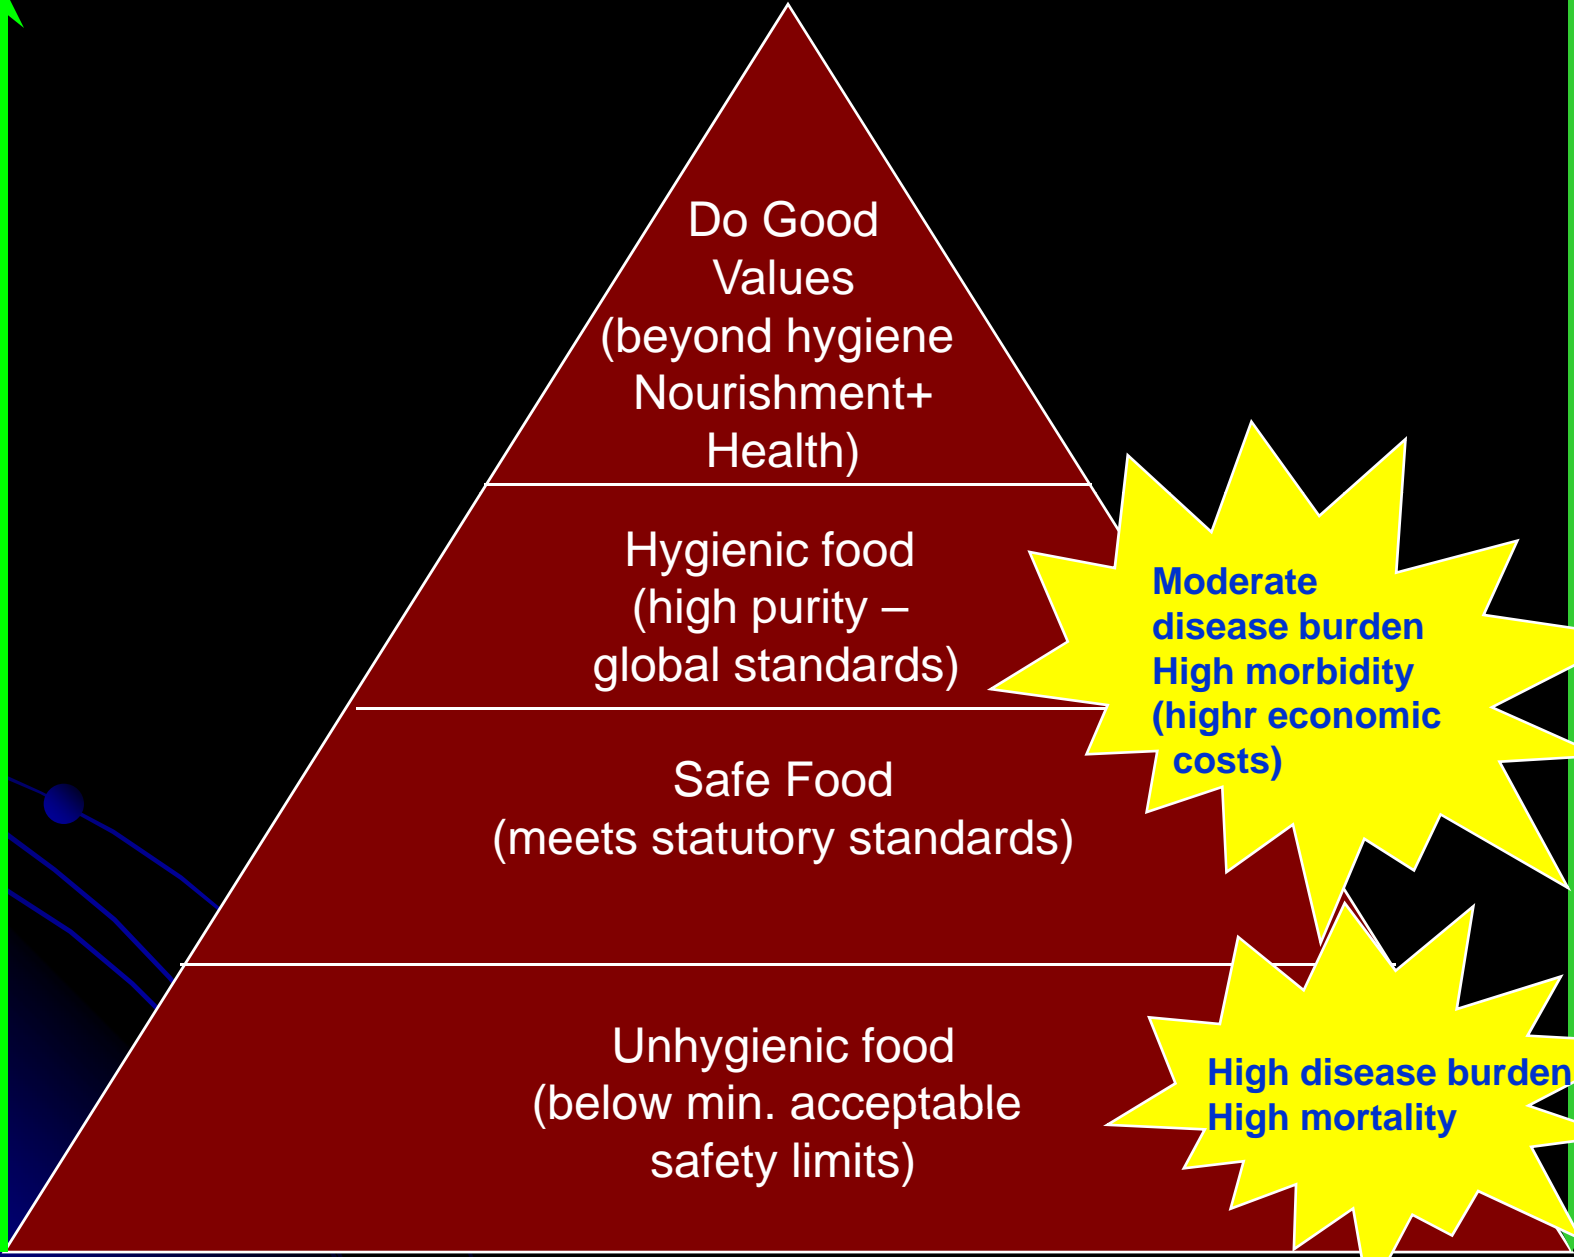 Do Good
Values
(beyond hygiene
Nourishment+
Health)
Hygienic food
(high purity –
global standards)
Moderate
disease burden
High morbidity
(highr economic
costs)
Safe Food
(meets statutory standards)
Unhygienic food
(below min. acceptable
safety limits)
High disease burden
High mortality